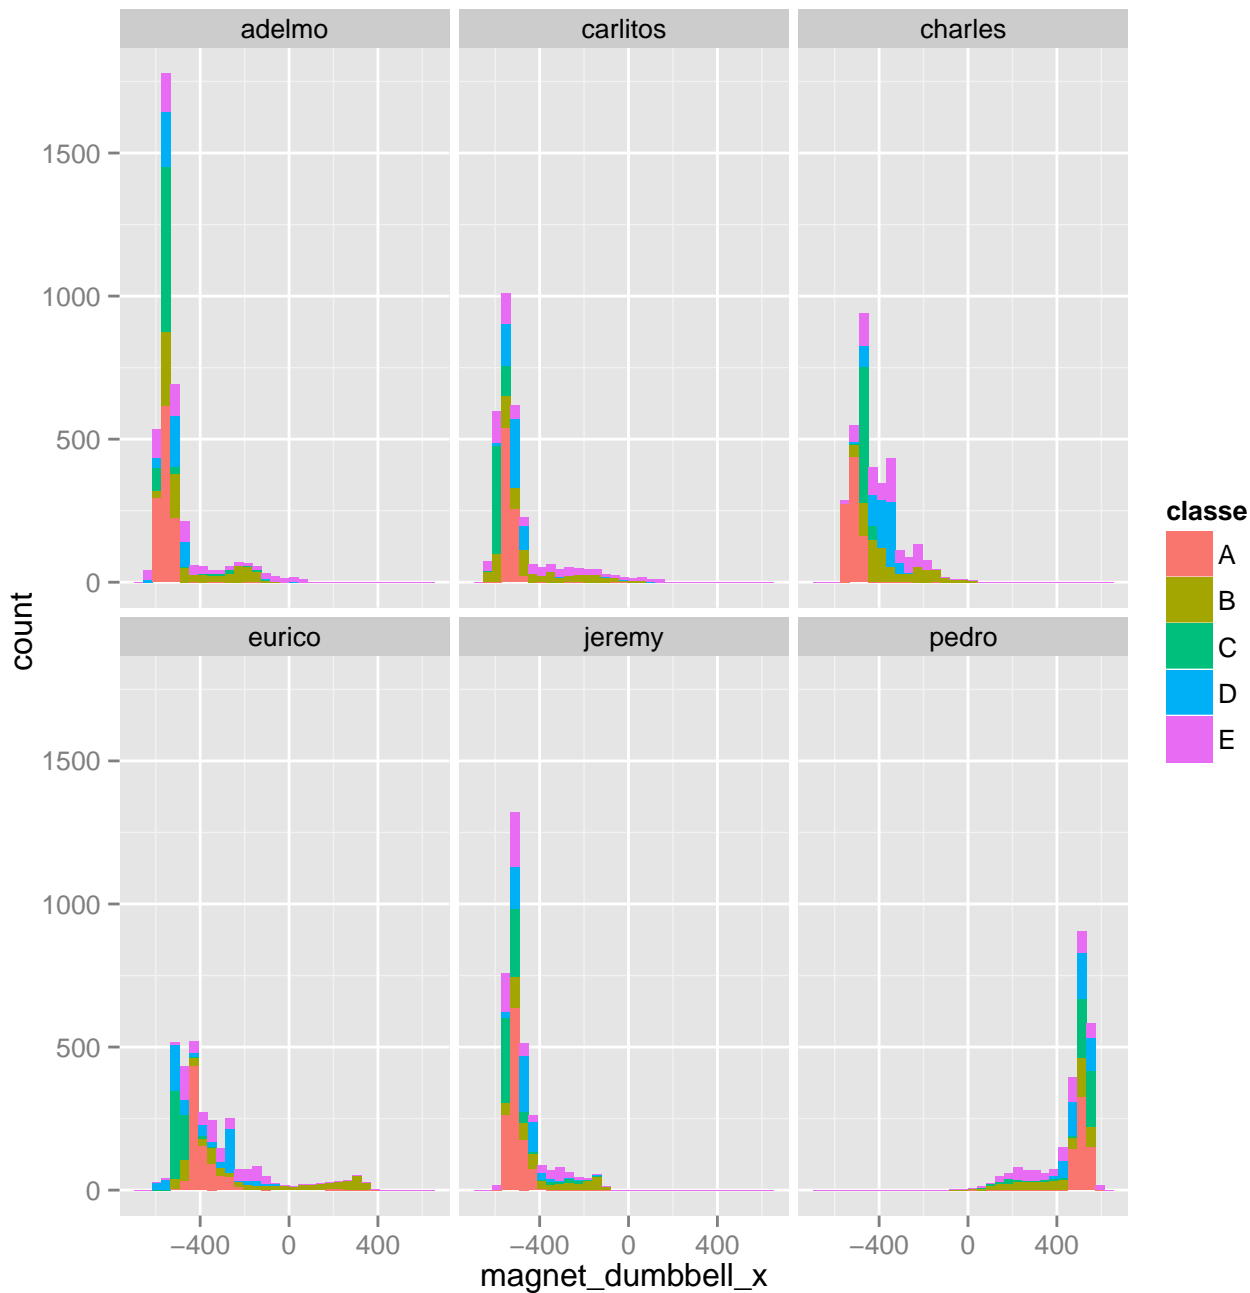 adelmo carlitos charles
1500
1000
500
0
eurico jeremy pedro
1500
1000
500
0
−400 0 400 −400 0 400 −400 0 400
magnet_dumbbell_x
count
classe
A
B
C
D
E